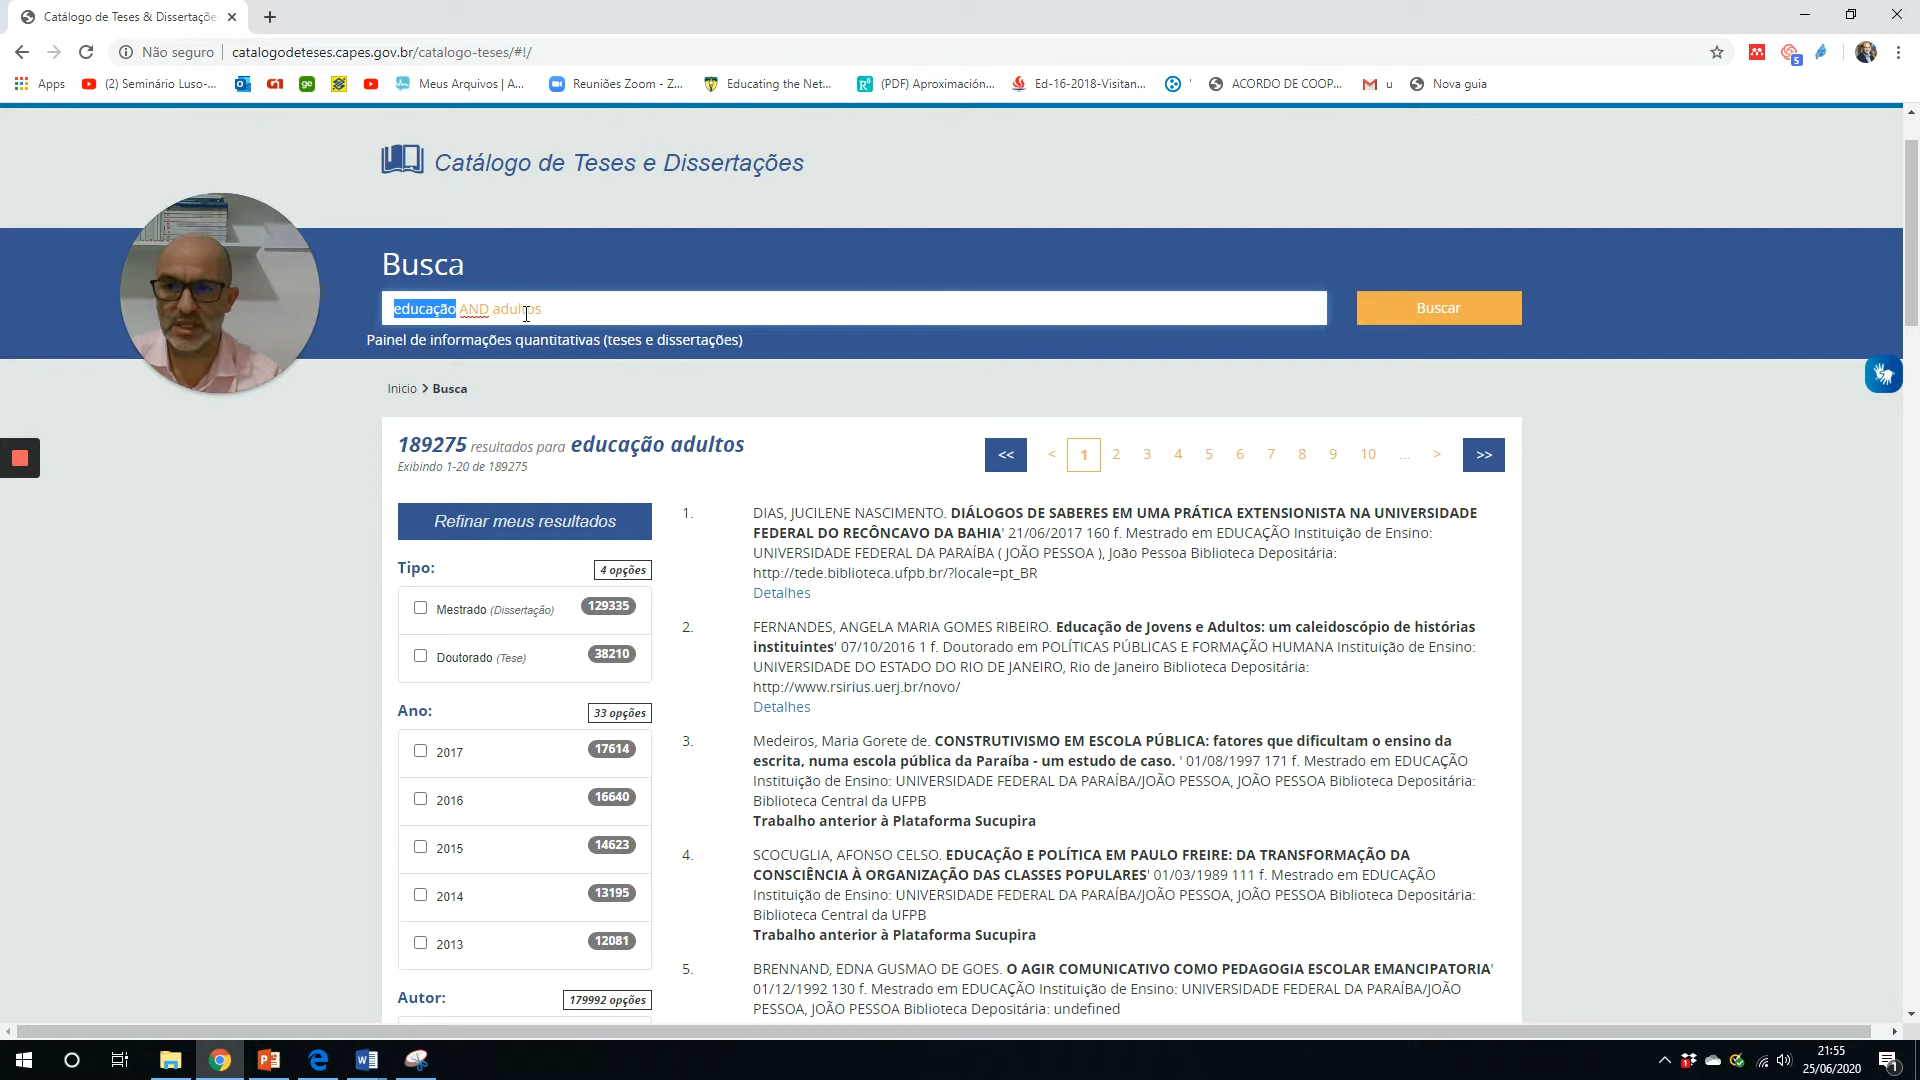 Catálogo de Teses & Dissertaçõe
Não seguro
catalogodeteses.capes.gov.br/catalogo-teses/#!/
5
Apps
(2) Seminário Luso-...
Meus Arquivos | A...
Reuniões Zoom - Z...
Educating the Net...
(PDF) Aproximación...
Ed-16-2018-Visitan...
ACORDO DE COOP...
u
Nova guia
Catálogo de Teses e Dissertações
Busca
educação AND adultos
Buscar
Painel de informações quantitativas (teses e dissertações)
Inicio > Busca
189275 resultados para educação adultos
Exibindo 1-20 de 189275
<< < 1 2 3 4 5 6 7 8 9 10 ... > >>
Refinar meus resultados
Tipo:
4 opções
Mestrado (Dissertação)
129335
Doutorado (Tese)
38210
Ano:
33 opções
2017
17614
2016
16640
2015
14623
2014
13195
2013
12081
Autor:
179992 opções
1.
DIAS, JUCILENE NASCIMENTO. DIÁLOGOS DE SABERES EM UMA PRÁTICA EXTENSIONISTA NA UNIVERSIDADE
FEDERAL DO RECÔNCAVO DA BAHIA' 21/06/2017 160 f. Mestrado em EDUCAÇÃO Instituição de Ensino:
UNIVERSIDADE FEDERAL DA PARAÍBA ( JOÃO PESSOA ), João Pessoa Biblioteca Depositária:
http://tede.biblioteca.ufpb.br/?locale=pt_BR
Detalhes
2.
FERNANDES, ANGELA MARIA GOMES RIBEIRO. Educação de Jovens e Adultos: um caleidoscópio de histórias
instituintes' 07/10/2016 1 f. Doutorado em POLÍTICAS PÚBLICAS E FORMAÇÃO HUMANA Instituição de Ensino:
UNIVERSIDADE DO ESTADO DO RIO DE JANEIRO, Rio de Janeiro Biblioteca Depositária:
http://www.rsirius.uerj.br/novo/
Detalhes
3.
Medeiros, Maria Gorete de. CONSTRUTIVISMO EM ESCOLA PÚBLICA: fatores que dificultam o ensino da
escrita, numa escola pública da Paraíba - um estudo de caso. ' 01/08/1997 171 f. Mestrado em EDUCAÇÃO
Instituição de Ensino: UNIVERSIDADE FEDERAL DA PARAÍBA/JOÃO PESSOA, JOÃO PESSOA Biblioteca Depositária:
Biblioteca Central da UFPB
Trabalho anterior à Plataforma Sucupira
4.
SCOCUGLIA, AFONSO CELSO. EDUCAÇÃO E POLÍTICA EM PAULO FREIRE: DA TRANSFORMAÇÃO DA
CONSCIÊNCIA À ORGANIZAÇÃO DAS CLASSES POPULARES' 01/03/1989 111 f. Mestrado em EDUCAÇÃO
Instituição de Ensino: UNIVERSIDADE FEDERAL DA PARAÍBA/JOÃO PESSOA, JOÃO PESSOA Biblioteca Depositária:
Biblioteca Central da UFPB
Trabalho anterior à Plataforma Sucupira
5.
BRENNAND, EDNA GUSMAO DE GOES. O AGIR COMUNICATIVO COMO PEDAGOGIA ESCOLAR EMANCIPATORIA'
01/12/1992 130 f. Mestrado em EDUCAÇÃO Instituição de Ensino: UNIVERSIDADE FEDERAL DA PARAÍBA/JOÃO
PESSOA, JOÃO PESSOA Biblioteca Depositária: undefined
21:55
25/06/2020
1